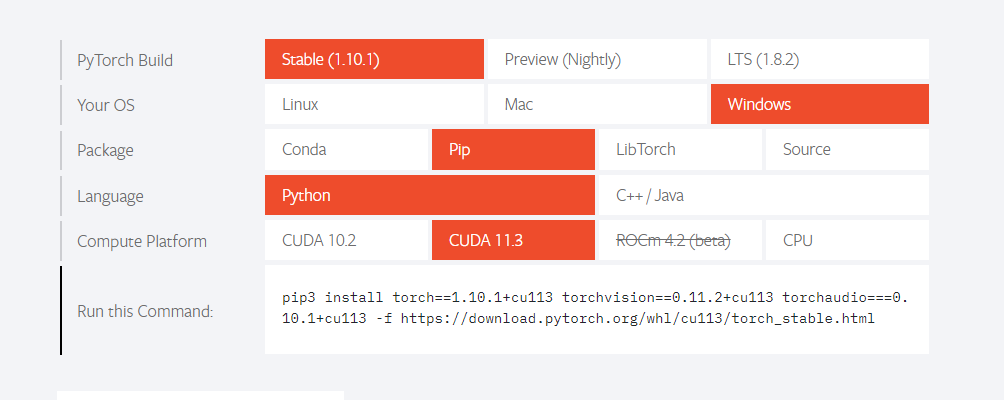 PyTorch Build
Stable (1.10.1)
Preview (Nightly)
LTS (1.8.2)
Your OS
Linux
Mac
Windows
Package
Conda
Pip
LibTorch
Source
Language
Python
C++ / Java
Compute Platform
CUDA 10.2
CUDA 11.3
ROCm 4.2 (beta)
CPU
Run this Command:
pip3 install torch==1.10.1+cu113 torchvision==0.11.2+cu113 torchaudio===0.
10.1+cu113 -f https://download.pytorch.org/whl/cu113/torch_stable.html